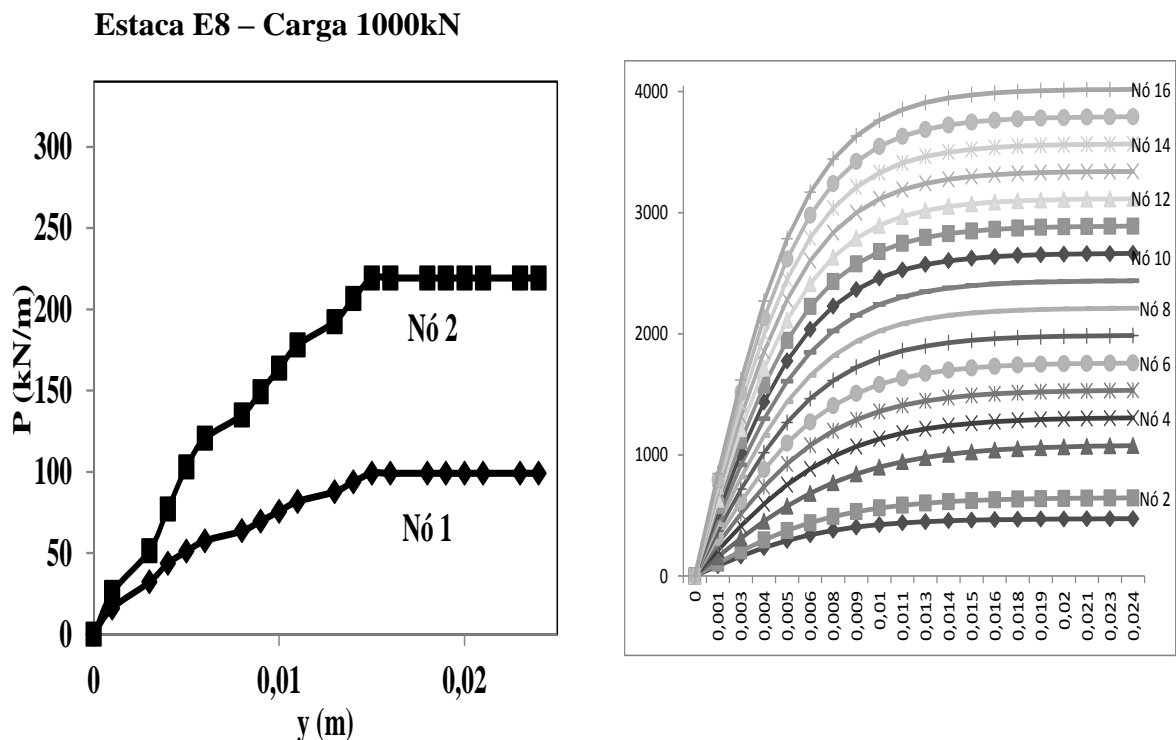 Estaca E8 – Carga 1000kN
P (kN/m)
300
250
200
150
100
50
0
Nó 2
Nó 1
0
0,01
0,02
y (m)
4000
3000
2000
1000
0
Nó 16
Nó 14
Nó 12
Nó 10
Nó 8
Nó 6
Nó 4
Nó 2
0
0,001
0,003
0,004
0,005
0,006
0,008
0,009
0,01
0,011
0,013
0,014
0,015
0,016
0,018
0,019
0,02
0,021
0,023
0,024